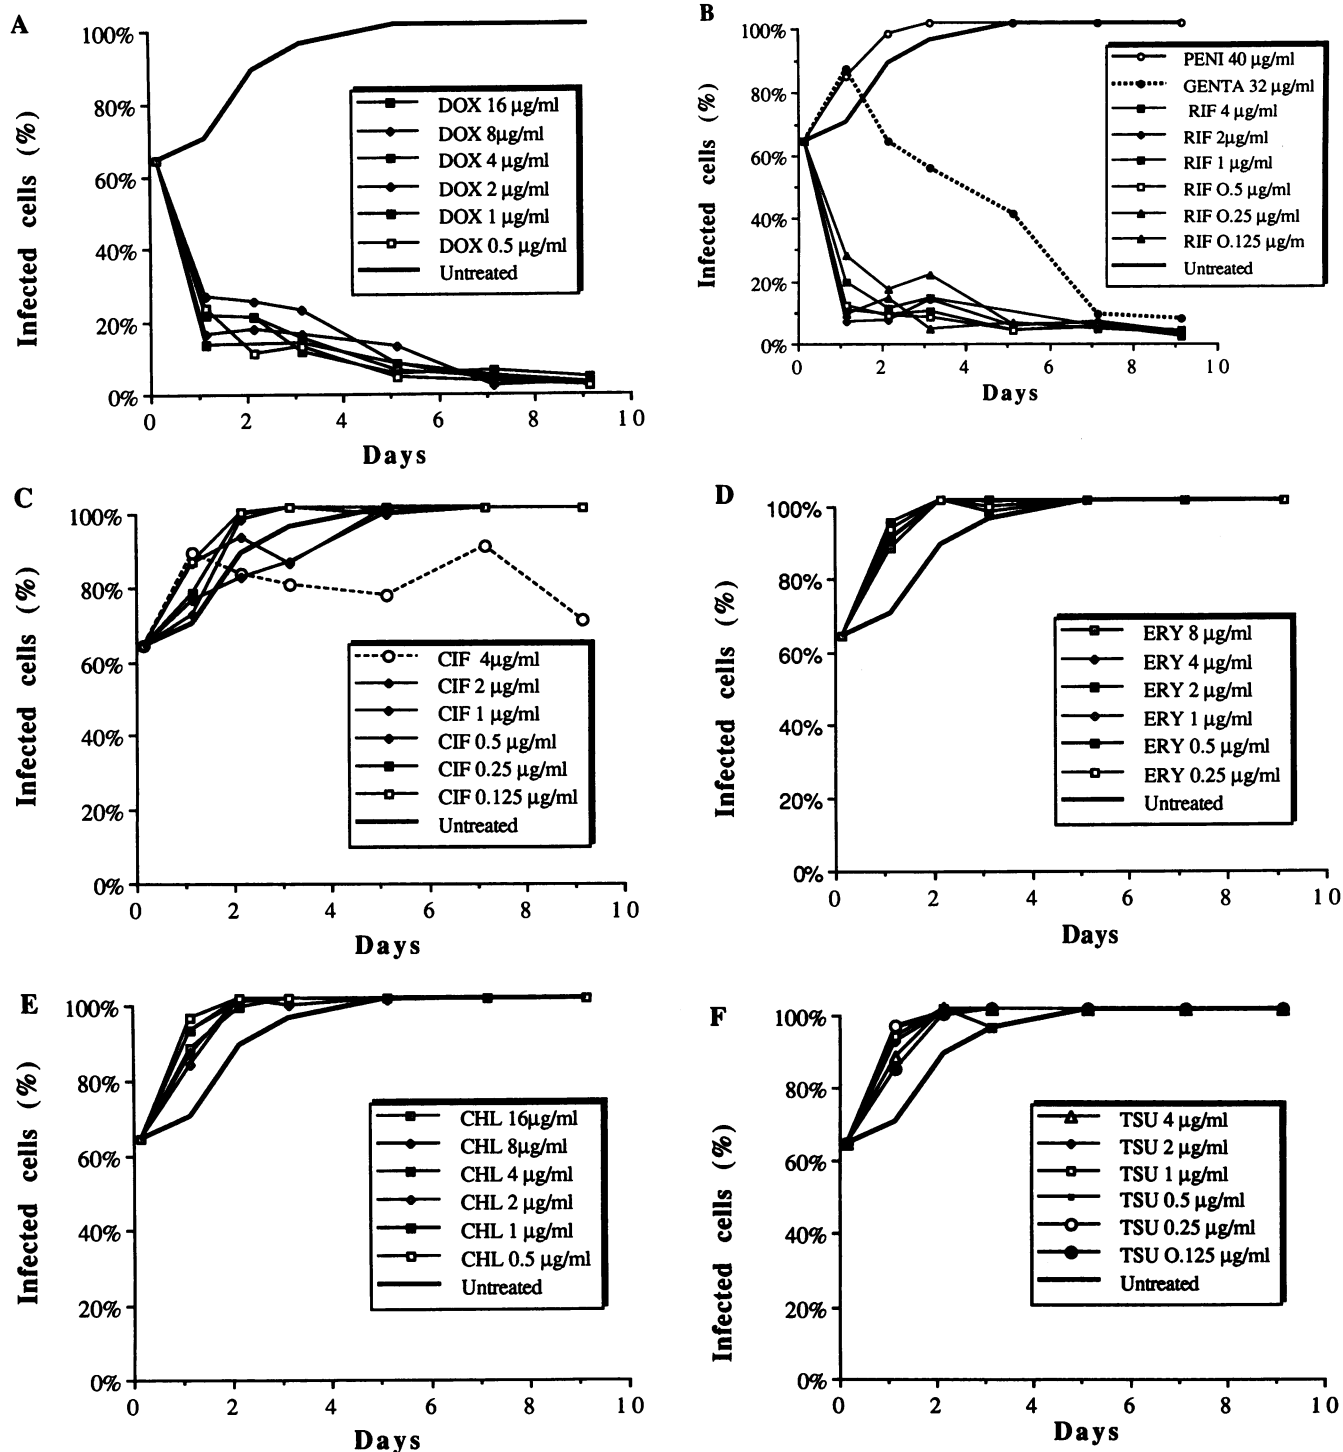 A
100%
80%
60%
40%
20%
0%
Infected cells (%)
DOX 16 µg/ml
DOX 8µg/ml
DOX 4 µg/ml
DOX 2 µg/ml
DOX 1 µg/ml
DOX 0.5 µg/ml
Untreated
0 2 4 6 8 10
Days
B
100%
80%
60%
40%
20%
0%
Infected cells (%)
PENI 40 µg/ml
GENTA 32 µg/ml
RIF 4 µg/ml
RIF 2µg/ml
RIF 1 µg/ml
RIF O.5 µg/ml
RIF O.25 µg/ml
RIF O.125 µg/m
Untreated
0 2 4 6 8 10
Days
C
100%
80%
60%
40%
20%
0%
Infected cells (%)
CIF 4µg/ml
CIF 2 µg/ml
CIF 1 µg/ml
CIF 0.5 µg/ml
CIF 0.25 µg/ml
CIF 0.125 µg/ml
Untreated
0 2 4 6 8 10
Days
D
100%
80%
60%
40%
20%
0%
Infected cells (%)
ERY 8 µg/ml
ERY 4 µg/ml
ERY 2 µg/ml
ERY 1 µg/ml
ERY 0.5 µg/ml
ERY 0.25 µg/ml
Untreated
0 2 4 6 8 10
Days
E
100%
80%
60%
40%
20%
0%
Infected cells (%)
CHL 16µg/ml
CHL 8µg/ml
CHL 4 µg/ml
CHL 2 µg/ml
CHL 1 µg/ml
CHL 0.5 µg/ml
Untreated
0 2 4 6 8 10
Days
F
100%
80%
60%
40%
20%
0%
Infected cells (%)
TSU 4 µg/ml
TSU 2 µg/ml
TSU 1 µg/ml
TSU 0.5 µg/ml
TSU 0.25 µg/ml
TSU O.125 µg/ml
Untreated
0 2 4 6 8 10
Days